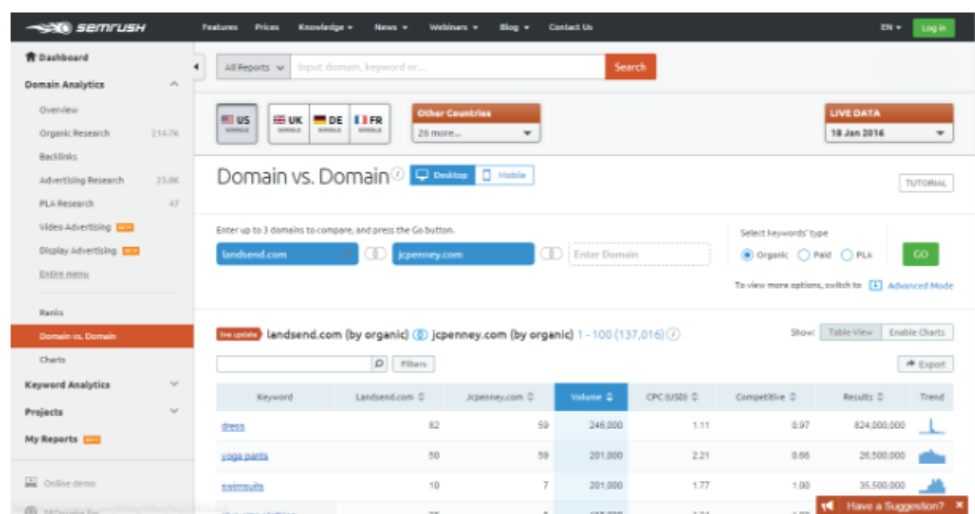 SEMRUSH Features Prices Knowledge News Webinars Blog Contact Us EN Log in
Dashboard
Domain Analytics
Overview
Organic Research 214.7K
Backlinks
Advertising Research 23.8K
PLA Research 47
Video Advertising BETA
Display Advertising BETA
Entire menu
Ranks
Domain vs. Domain
Charts
Keyword Analytics
Projects
My Reports BETA
Online demo
All Reports Input domain, keyword or... Search
US GOOGLE UK GOOGLE DE GOOGLE FR GOOGLE
Other Countries
28 more...
LIVE DATA
18 Jan 2016
Domain vs. Domain Desktop Mobile
TUTORIAL
Enter up to 3 domains to compare, and press the Go button.
landsend.com jcpenney.com Enter Domain
Select keywords' type
Organic Paid PLA GO
To view more options, switch to Advanced Mode
live update landsend.com (by organic) jcpenney.com (by organic) 1 - 100 (137,016) Show: Table View Enable Charts
Filters Export
Keyword Landsend.com Jcpenney.com Volume CPC (USD) Competitive Results Trend
dress 82 59 246,000 1.11 0.97 824,000,000
yoga pants 50 59 201,000 2.21 0.66 26,500,000
swimsuits 10 7 201,000 1.77 1.00 35,500,000
Have a Suggestion?